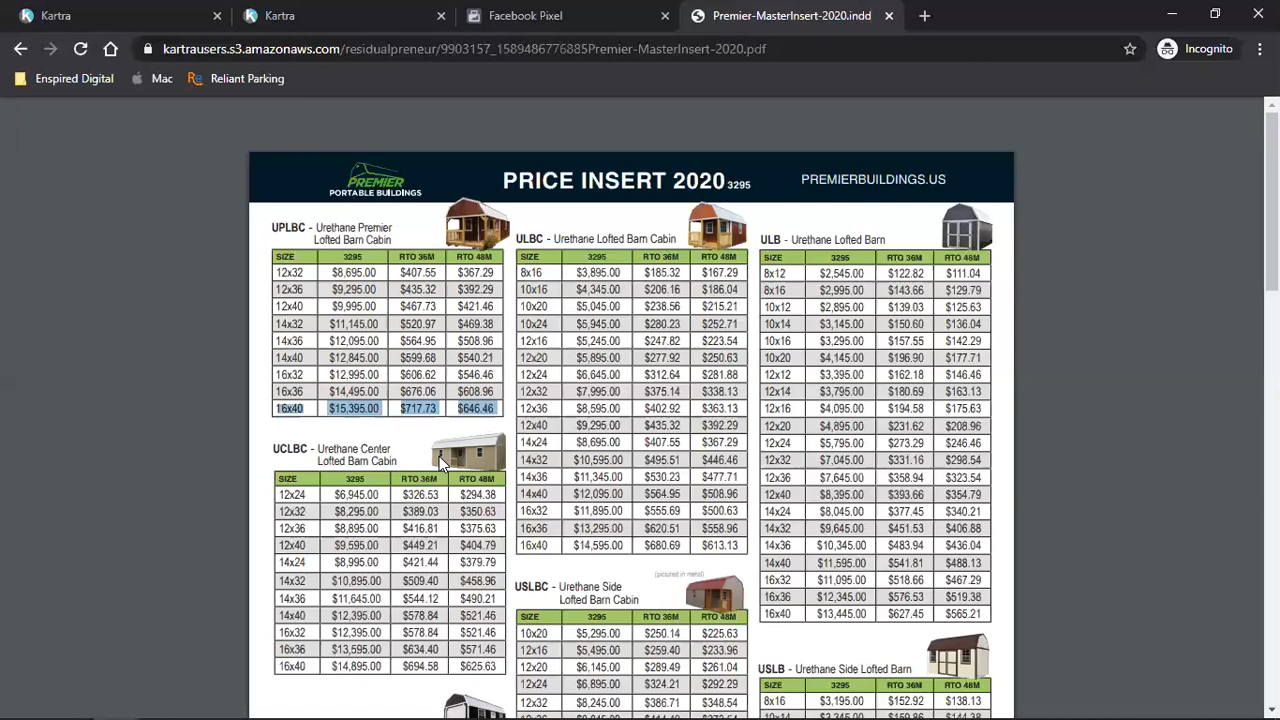 Kartra
Kartra
Facebook Pixel
Premier-MasterInsert-2020.indd
kartrausers.s3.amazonaws.com/residualpreneur/9903157_1589486776885Premier-MasterInsert-2020.pdf
Incognito
Enspired Digital
Mac
Reliant Parking
PREMIER
PORTABLE BUILDINGS
PRICE INSERT 2020 3295
PREMIERBUILDINGS.US
UPLBC - Urethane Premier
Lofted Barn Cabin
SIZE 3295 RTO 36M RTO 48M
12x32 $8,695.00 $407.55 $367.29
12x36 $9,295.00 $435.32 $392.29
12x40 $9,995.00 $467.73 $421.46
14x32 $11,145.00 $520.97 $469.38
14x36 $12,095.00 $564.95 $508.96
14x40 $12,845.00 $599.68 $540.21
16x32 $12,995.00 $606.62 $546.46
16x36 $14,495.00 $676.06 $608.96
16x40 $15,395.00 $717.73 $646.46
UCLBC - Urethane Center
Lofted Barn Cabin
SIZE 3295 RTO 36M RTO 48M
12x24 $6,945.00 $326.53 $294.38
12x32 $8,295.00 $389.03 $350.63
12x36 $8,895.00 $416.81 $375.63
12x40 $9,595.00 $449.21 $404.79
14x24 $8,995.00 $421.44 $379.79
14x32 $10,895.00 $509.40 $458.96
14x36 $11,645.00 $544.12 $490.21
14x40 $12,395.00 $578.84 $521.46
16x32 $12,395.00 $578.84 $521.46
16x36 $13,595.00 $634.40 $571.46
16x40 $14,895.00 $694.58 $625.63
ULBC - Urethane Lofted Barn Cabin
SIZE 3295 RTO 36M RTO 48M
8x16 $3,895.00 $185.32 $167.29
10x16 $4,345.00 $206.16 $186.04
10x20 $5,045.00 $238.56 $215.21
10x24 $5,945.00 $280.23 $252.71
12x16 $5,245.00 $247.82 $223.54
12x20 $5,895.00 $277.92 $250.63
12x24 $6,645.00 $312.64 $281.88
12x32 $7,995.00 $375.14 $338.13
12x36 $8,595.00 $402.92 $363.13
12x40 $9,295.00 $435.32 $392.29
14x24 $8,695.00 $407.55 $367.29
14x32 $10,595.00 $495.51 $446.46
14x36 $11,345.00 $530.23 $477.71
14x40 $12,095.00 $564.95 $508.96
16x32 $11,895.00 $555.69 $500.63
16x36 $13,295.00 $620.51 $558.96
16x40 $14,595.00 $680.69 $613.13
(pictured in metal)
USLBC - Urethane Side
Lofted Barn Cabin
SIZE 3295 RTO 36M RTO 48M
10x20 $5,295.00 $250.14 $225.63
12x16 $5,495.00 $259.40 $233.96
12x20 $6,145.00 $289.49 $261.04
12x24 $6,895.00 $324.21 $292.29
12x32 $8,245.00 $386.71 $348.54
ULB - Urethane Lofted Barn
SIZE 3295 RTO 36M RTO 48M
8x12 $2,545.00 $122.82 $111.04
8x16 $2,995.00 $143.66 $129.79
10x12 $2,895.00 $139.03 $125.63
10x14 $3,145.00 $150.60 $136.04
10x16 $3,295.00 $157.55 $142.29
10x20 $4,145.00 $196.90 $177.71
12x12 $3,395.00 $162.18 $146.46
12x14 $3,795.00 $180.69 $163.13
12x16 $4,095.00 $194.58 $175.63
12x20 $4,895.00 $231.62 $208.96
12x24 $5,795.00 $273.29 $246.46
12x32 $7,045.00 $331.16 $298.54
12x36 $7,645.00 $358.94 $323.54
12x40 $8,395.00 $393.66 $354.79
14x24 $8,045.00 $377.45 $340.21
14x32 $9,645.00 $451.53 $406.88
14x36 $10,345.00 $483.94 $436.04
14x40 $11,595.00 $541.81 $488.13
16x32 $11,095.00 $518.66 $467.29
16x36 $12,345.00 $576.53 $519.38
16x40 $13,445.00 $627.45 $565.21
USLB - Urethane Side Lofted Barn
SIZE 3295 RTO 36M RTO 48M
8x16 $3,195.00 $152.92 $138.13